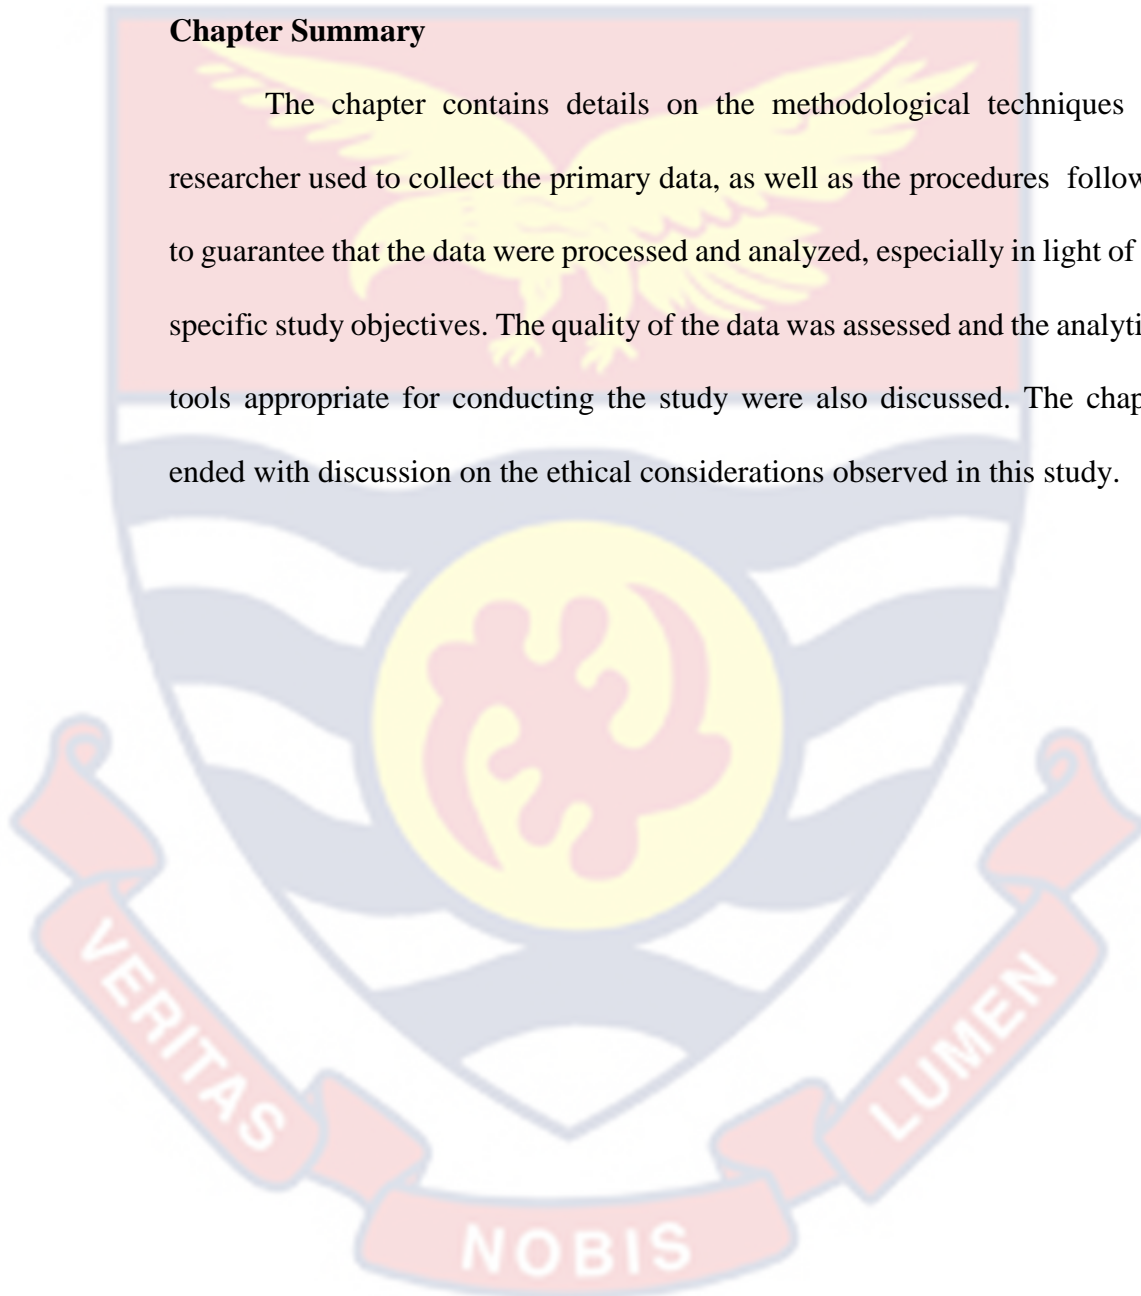 Chapter Summary
The chapter contains details on the methodological techniques
researcher used to collect the primary data, as well as the procedures follow
to guarantee that the data were processed and analyzed, especially in light of
specific study objectives. The quality of the data was assessed and the analyti
tools appropriate for conducting the study were also discussed. The chap
ended with discussion on the ethical considerations observed in this study.
VERITAS
NOBIS
LUMEN